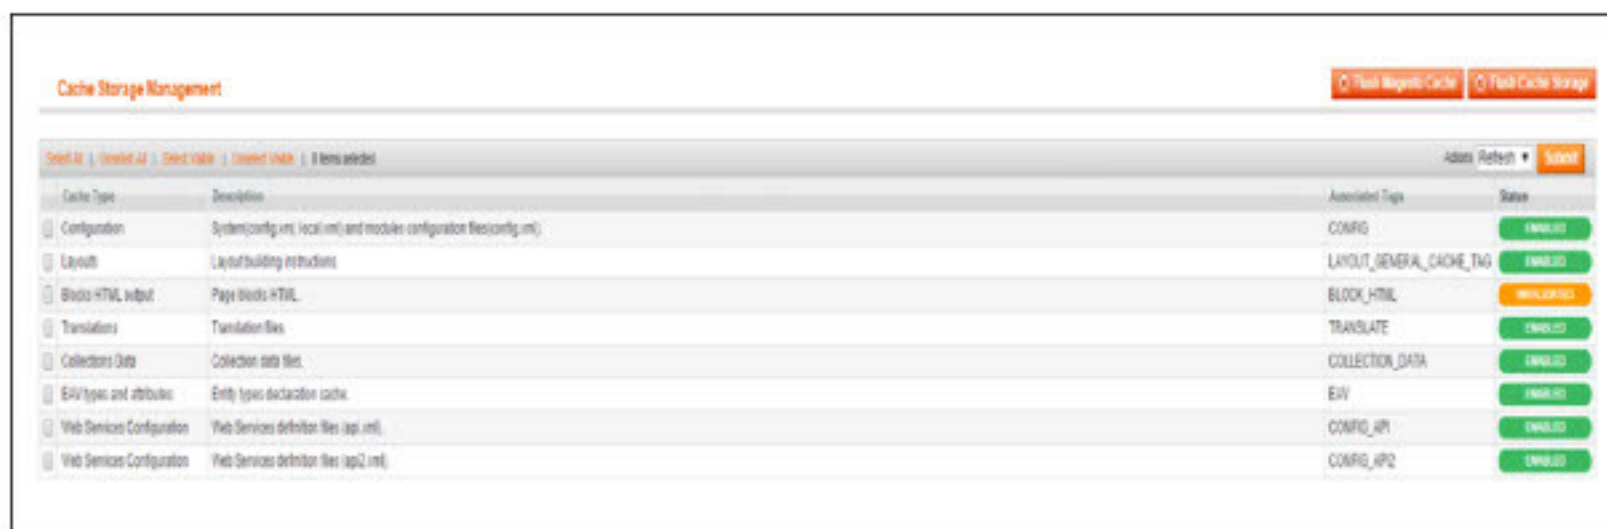 Cache Storage Management Flush Magento Cache Flush Cache Storage
Select All | Unselect All | Select Visible | Unselect Visible | 0 items selected Actions Refresh Submit
Cache Type Description Associated Tags Status
Configuration System(config.xml, local.xml) and modules configuration files(config.xml). CONFIG ENABLED
Layouts Layout building instructions. LAYOUT_GENERAL_CACHE_TAG ENABLED
Blocks HTML output Page blocks HTML. BLOCK_HTML INVALIDATED
Translations Translation files. TRANSLATE ENABLED
Collections Data Collection data files. COLLECTION_DATA ENABLED
EAV types and attributes Entity types declaration cache. EAV ENABLED
Web Services Configuration Web Services definition files (api.xml). CONFIG_API ENABLED
Web Services Configuration Web Services definition files (api2.xml). CONFIG_API2 ENABLED